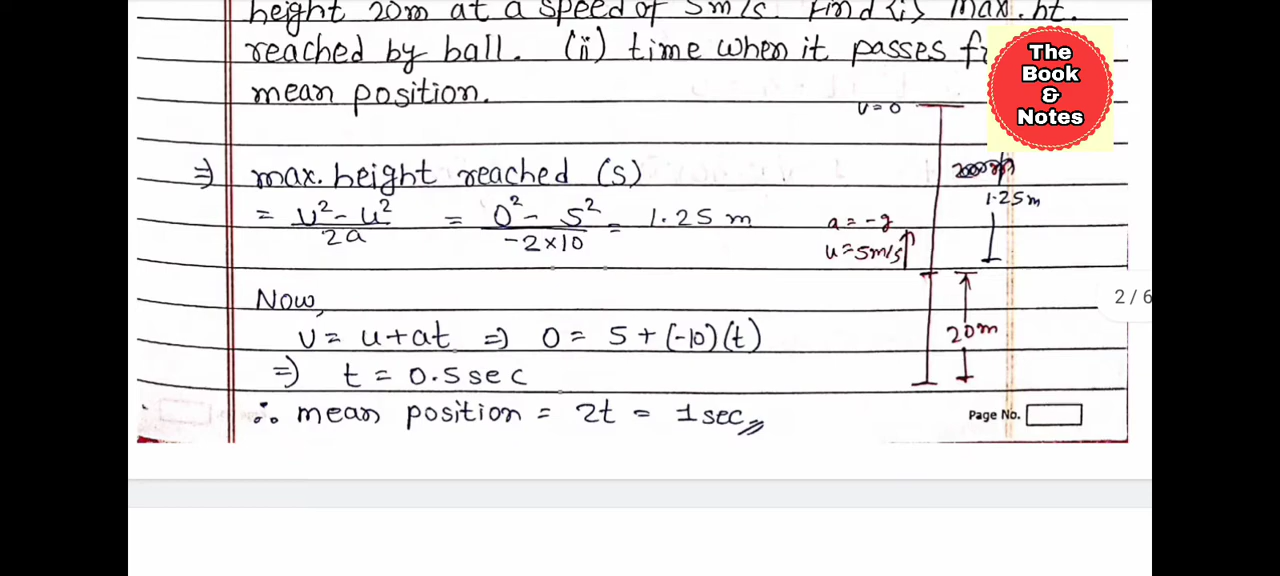 height 20m at a speed of 5m/s. Find (i) max. ht.
reached by ball. (ii) time when it passes
mean position.
The
Book
&
Notes
v = 0
⇒ max. height reached (s)
= v² - u² / 2a = 0² - 5² / -2×10 = 1.25 m
1.25m
a = -g
u = 5m/s
Now,
v = u+at ⇒ 0 = 5 + (-10)(t)
20m
⇒ t = 0.5 sec
∴ mean position = 2t = 1 sec
Page No.
2 / 6